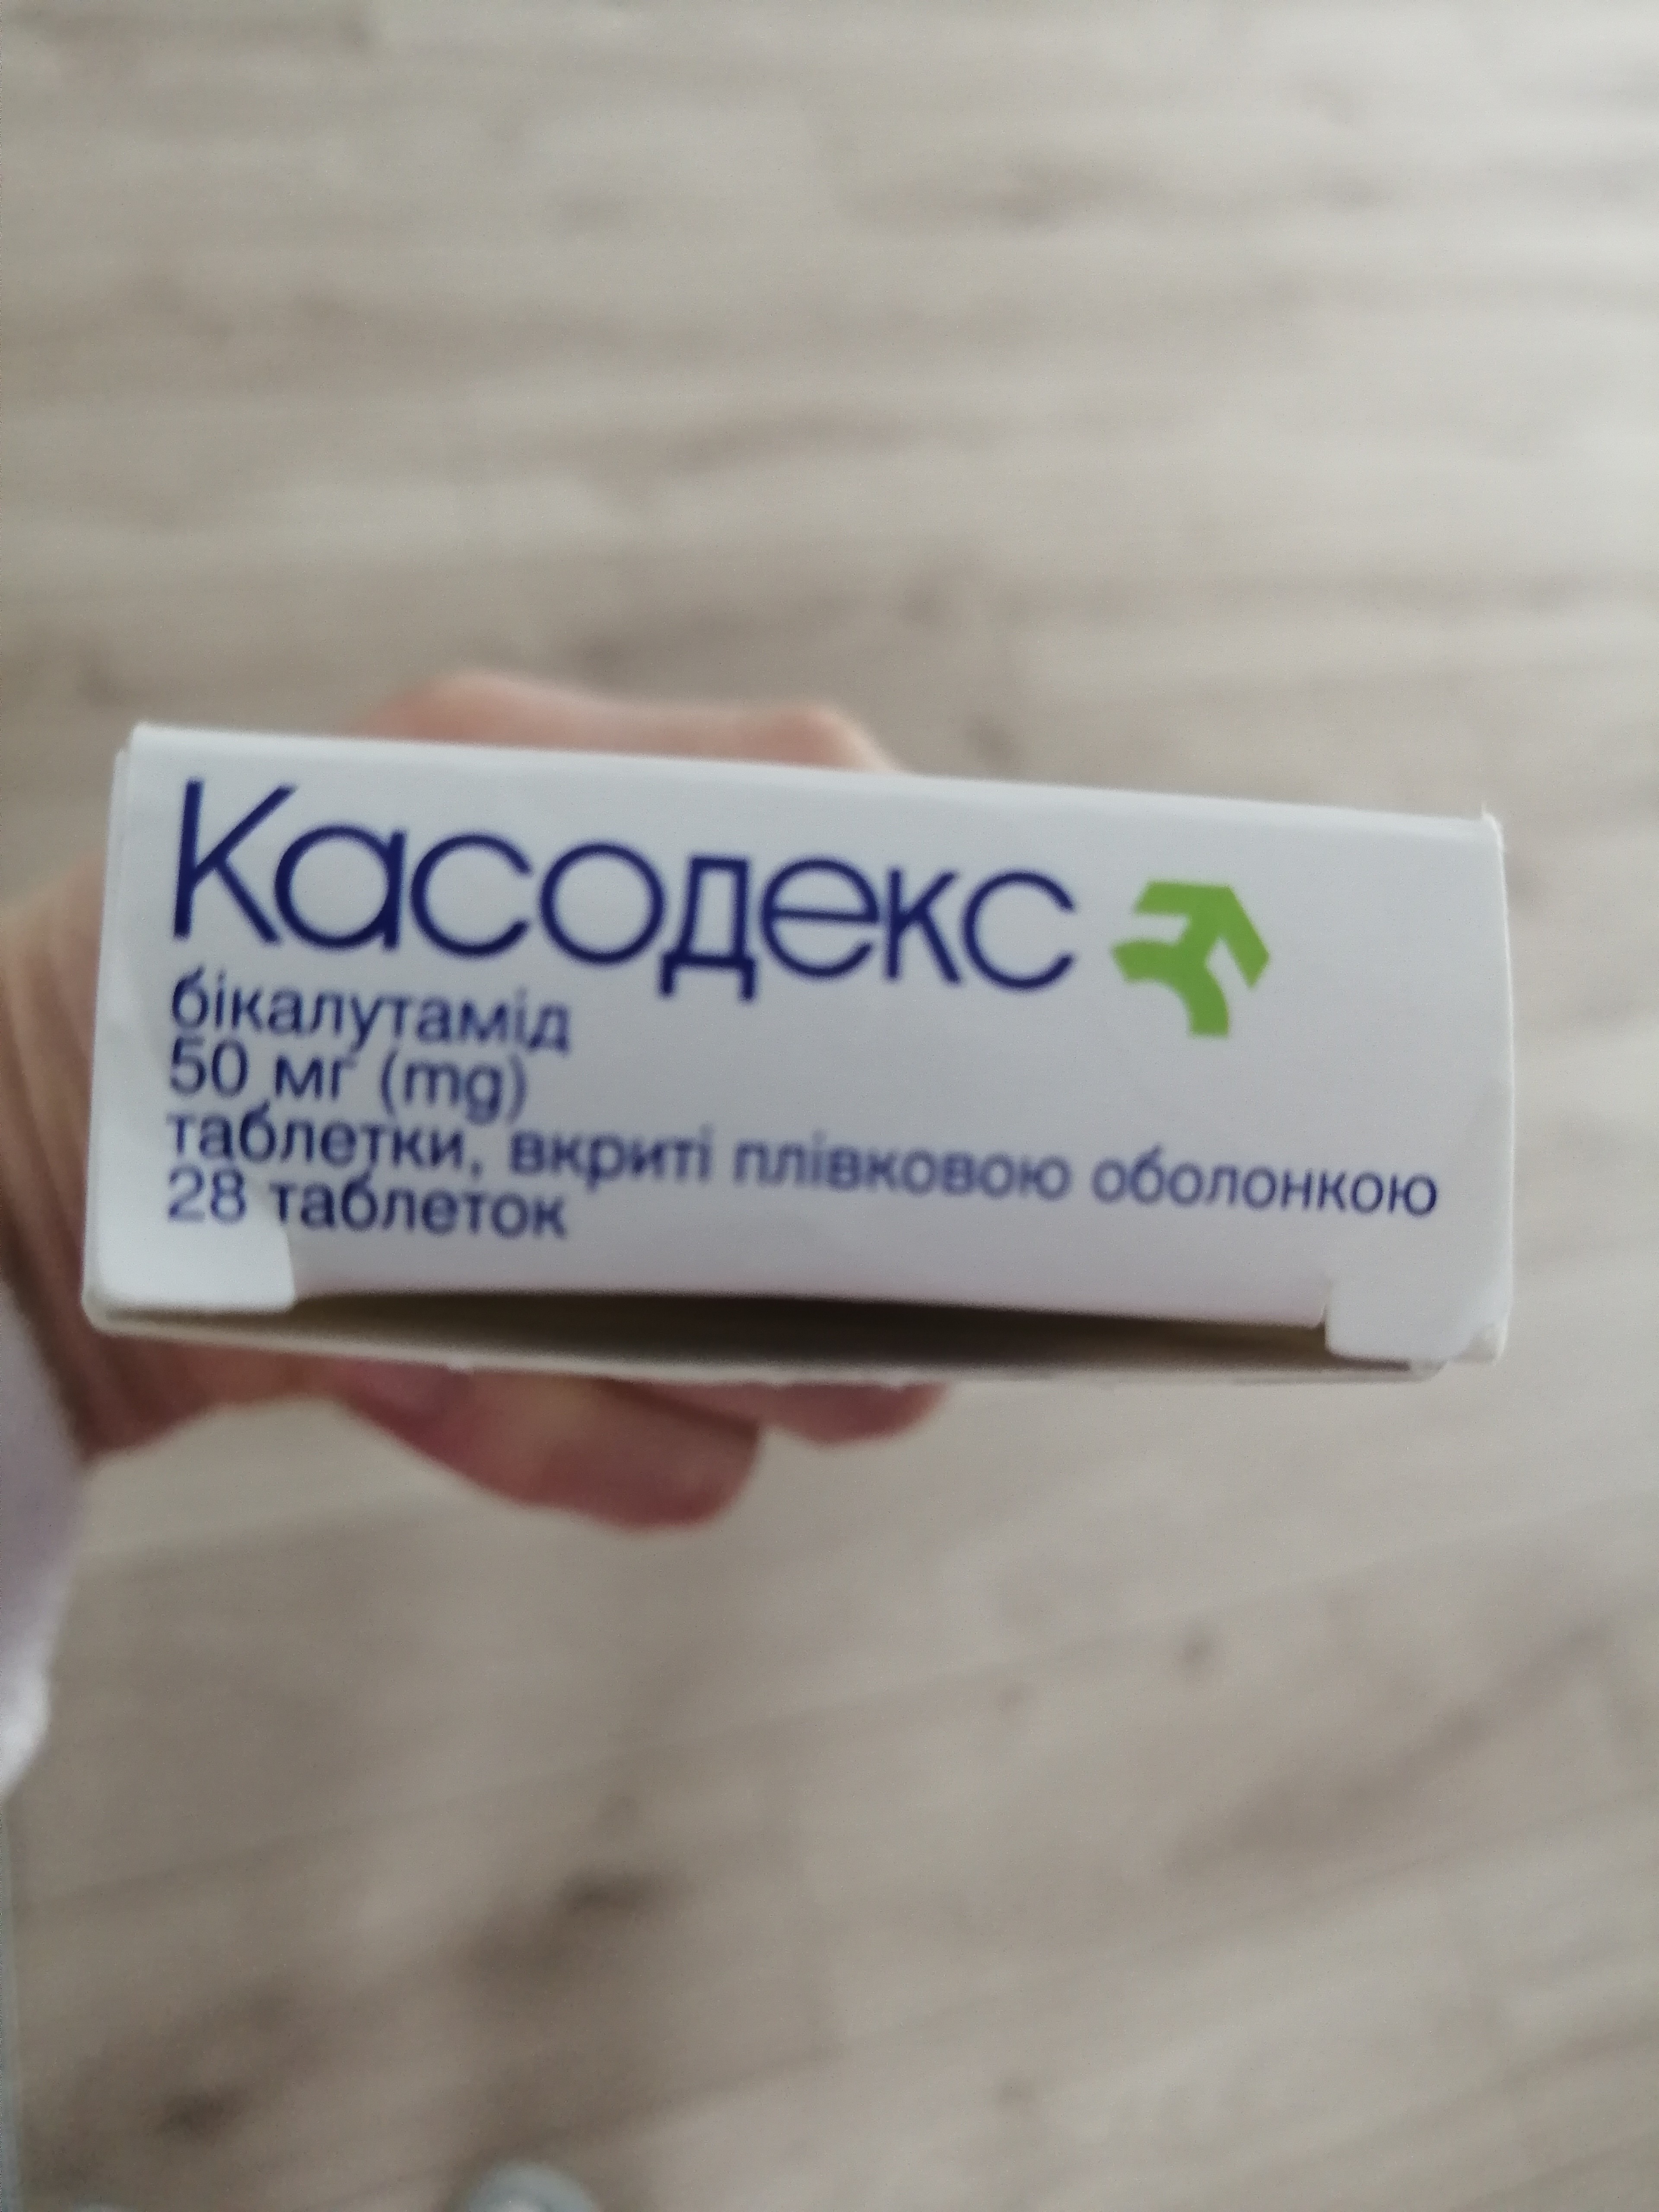 Касодекс
бікалутамід
50 мг (mg)
таблетки, вкриті плівковою оболонкою
28 таблеток